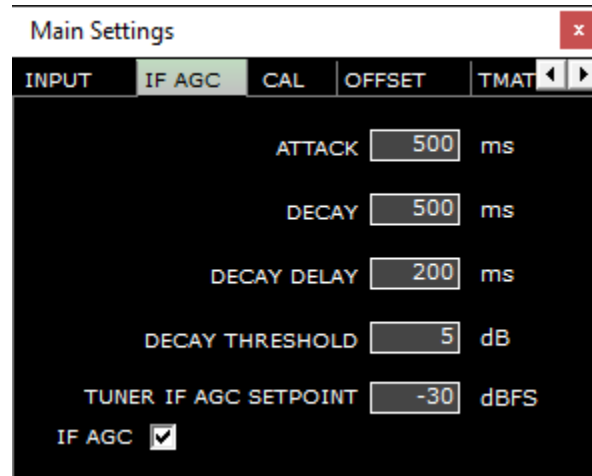 Main Settings x
INPUT IF AGC CAL OFFSET TMAT
ATTACK 500 ms
DECAY 500 ms
DECAY DELAY 200 ms
DECAY THRESHOLD 5 dB
TUNER IF AGC SETPOINT -30 dBFS
IF AGC